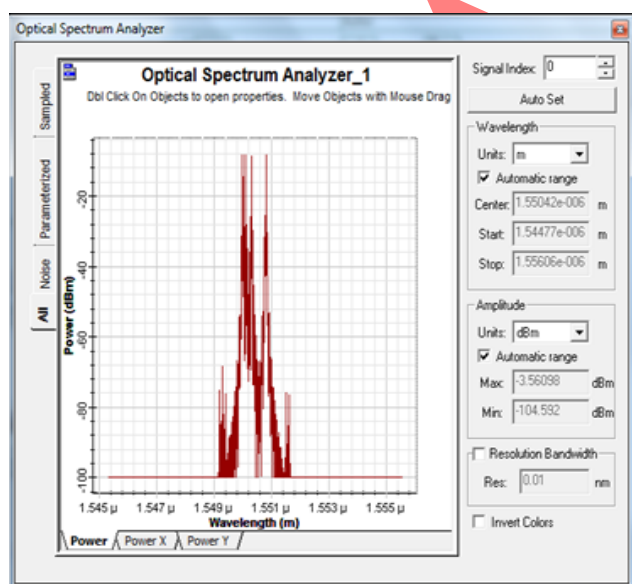 Optical Spectrum Analyzer
Optical Spectrum Analyzer_1
Dbl Click On Objects to open properties. Move Objects with Mouse Drag
Sampled
Parameterized
Noise
All
Power (dBm)
-20
-40
-60
-80
-100
1.545 µ 1.547 µ 1.549 µ 1.551 µ 1.553 µ 1.555 µ
Wavelength (m)
Power Power X Power Y
Signal Index: 0
Auto Set
Wavelength
Units: m
Automatic range
Center: 1.55042e-006 m
Start: 1.54477e-006 m
Stop: 1.55606e-006 m
Amplitude
Units: dBm
Automatic range
Max: -3.56098 dBm
Min: -104.592 dBm
Resolution Bandwidth
Res: 0.01 nm
Invert Colors